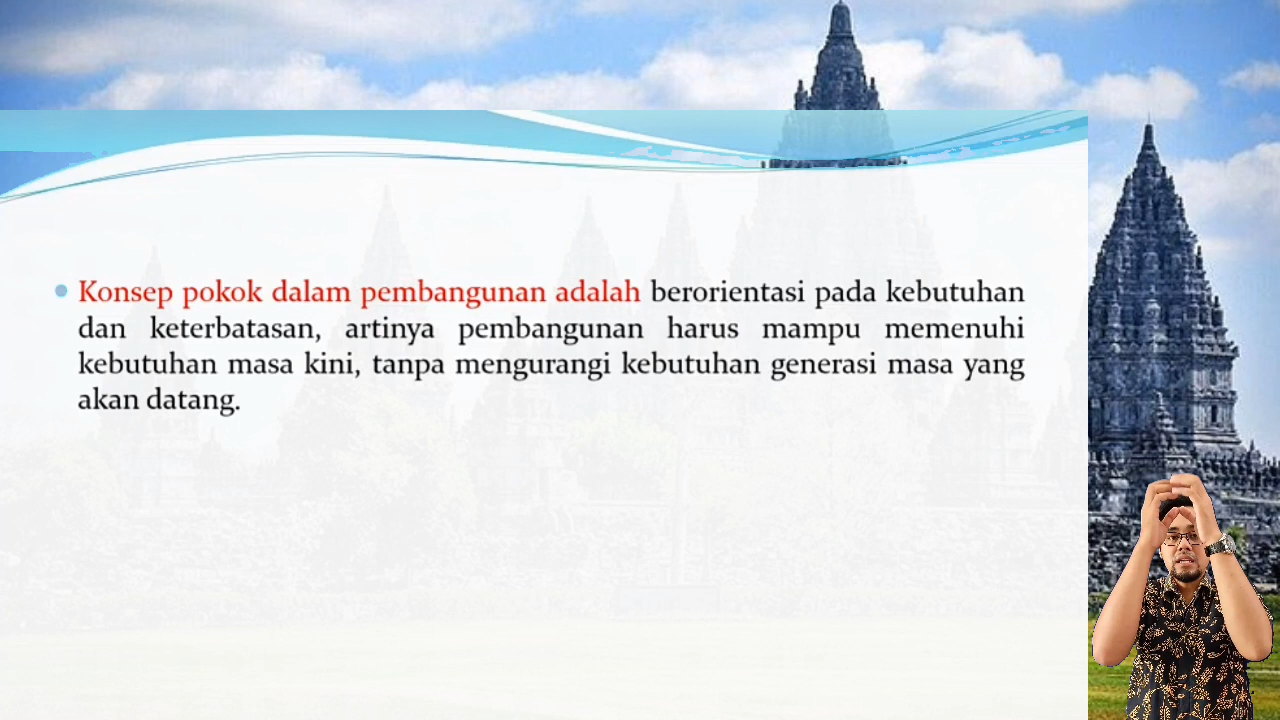 Konsep pokok dalam pembangunan adalah berorientasi pada kebutuhan
dan keterbatasan, artinya pembangunan harus mampu memenuhi
kebutuhan masa kini, tanpa mengurangi kebutuhan generasi masa yang
akan datang.